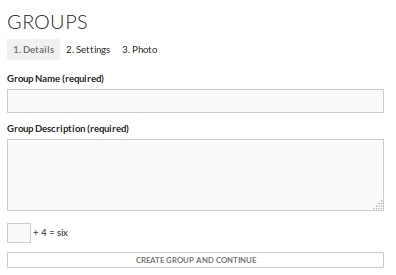 GROUPS
1. Details 2. Settings 3. Photo
Group Name (required)
Group Description (required)
+ 4 = six
CREATE GROUP AND CONTINUE